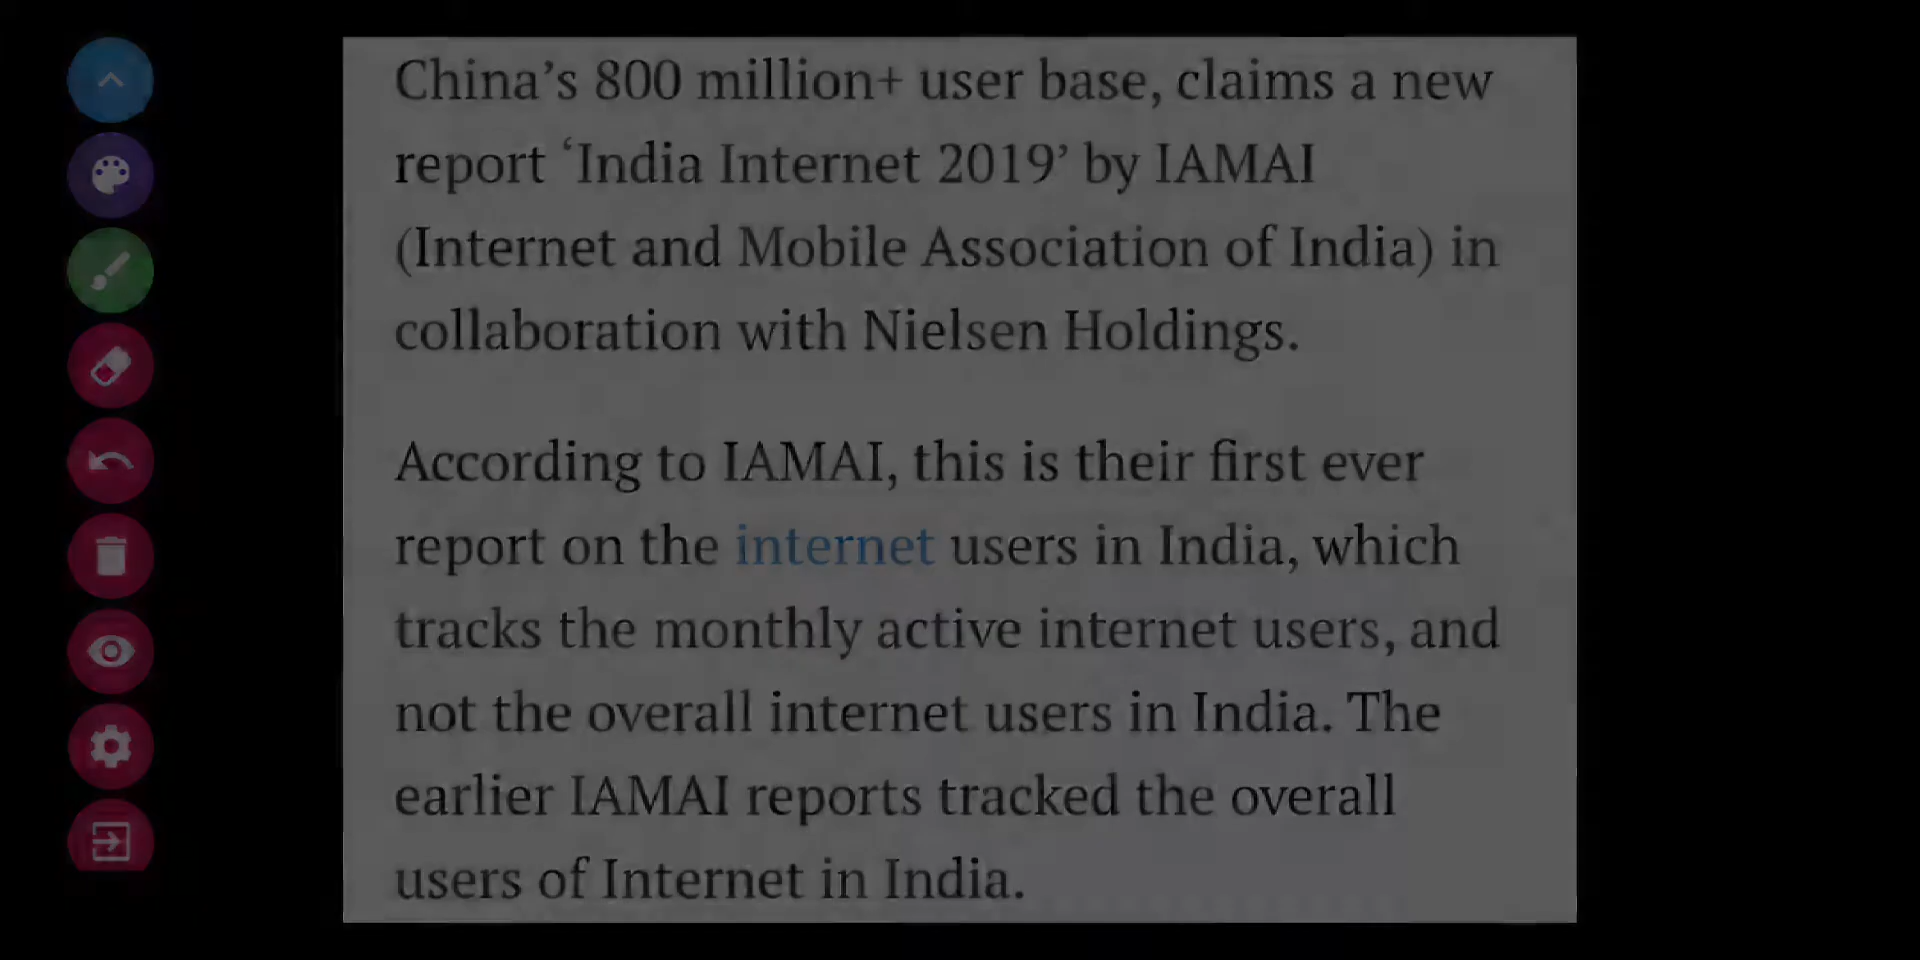 China’s 800 million+ user base, claims a new
report ‘India Internet 2019’ by IAMAI
(Internet and Mobile Association of India) in
collaboration with Nielsen Holdings.
According to IAMAI, this is their first ever
report on the internet users in India, which
tracks the monthly active internet users, and
not the overall internet users in India. The
earlier IAMAI reports tracked the overall
users of Internet in India.